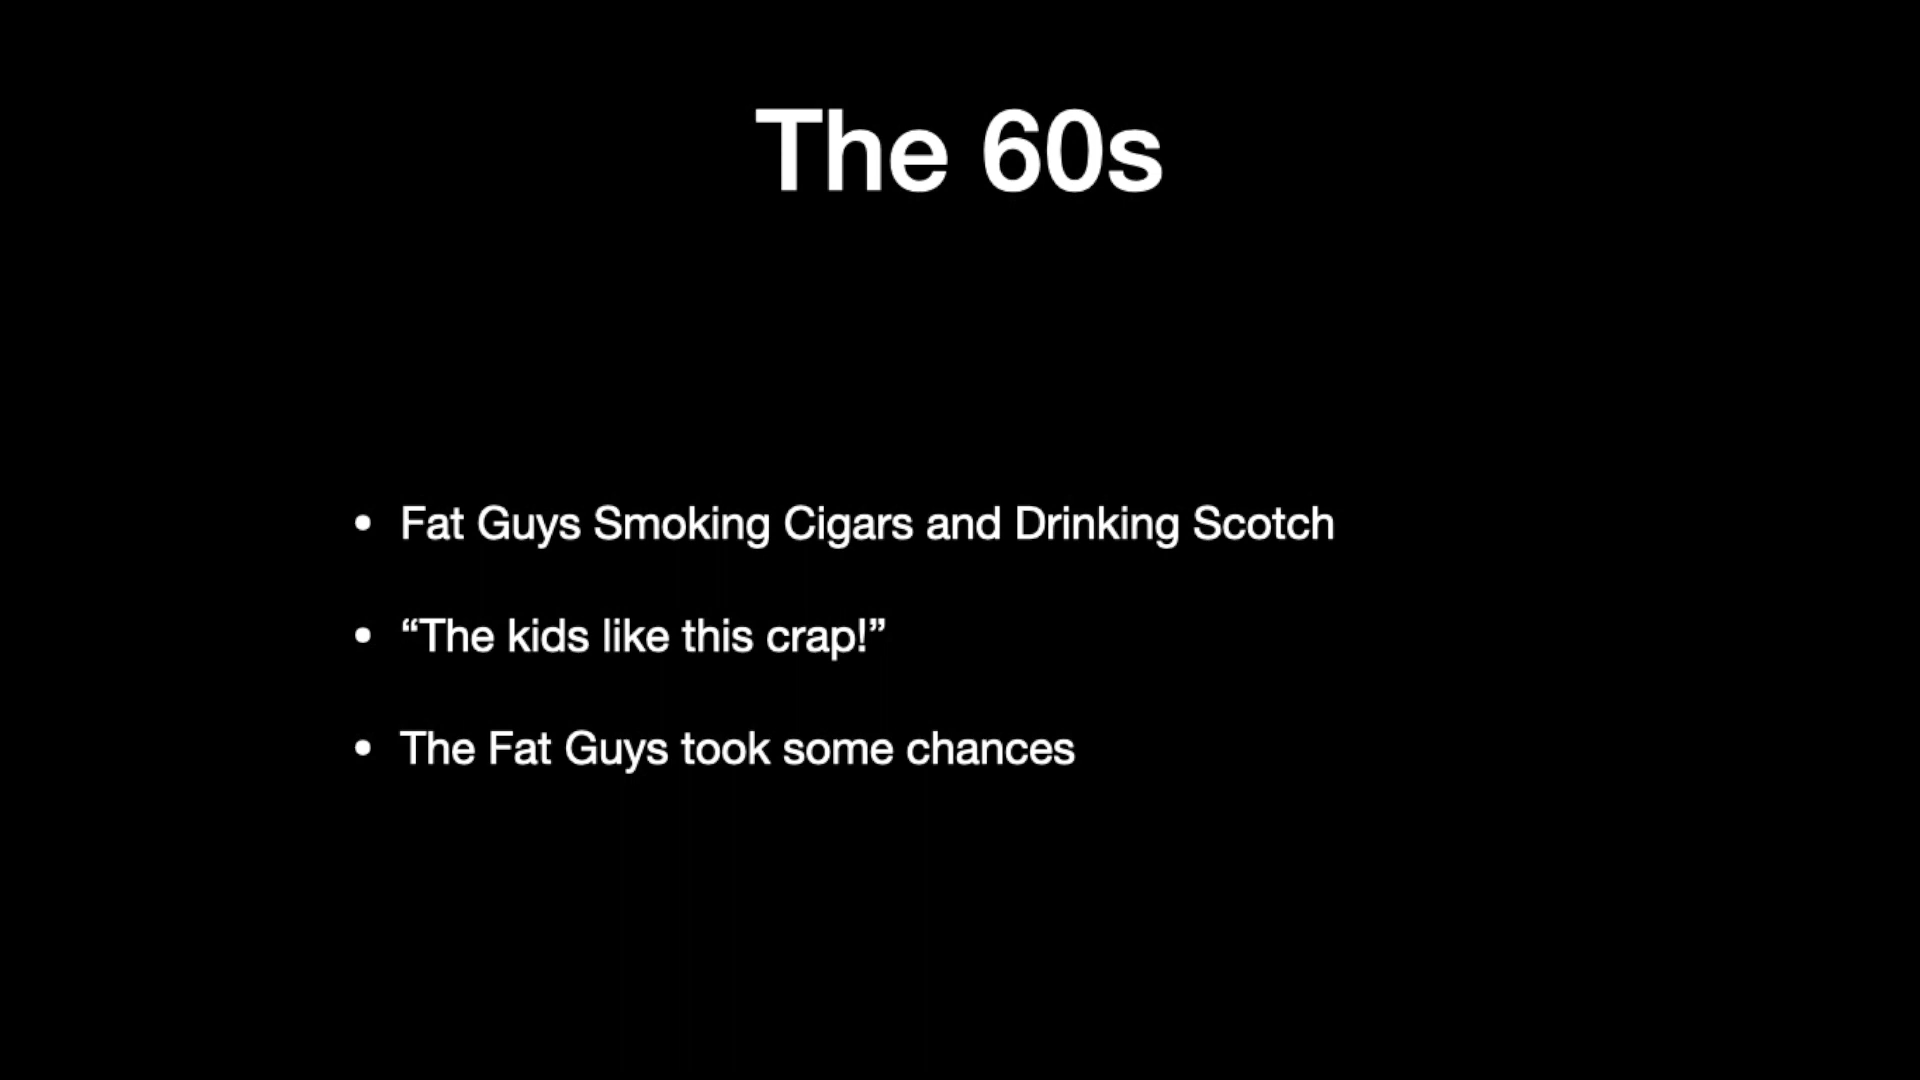 The 60s
• Fat Guys Smoking Cigars and Drinking Scotch
• “The kids like this crap!”
• The Fat Guys took some chances